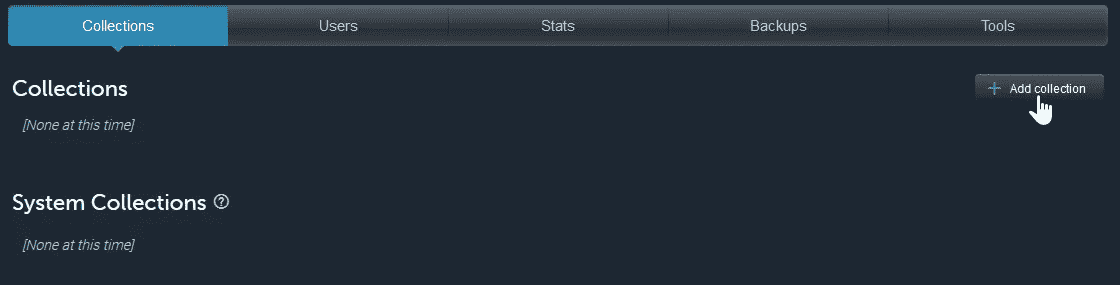 Collections Users Stats Backups Tools
Collections
Add collection
[None at this time]
System Collections
[None at this time]